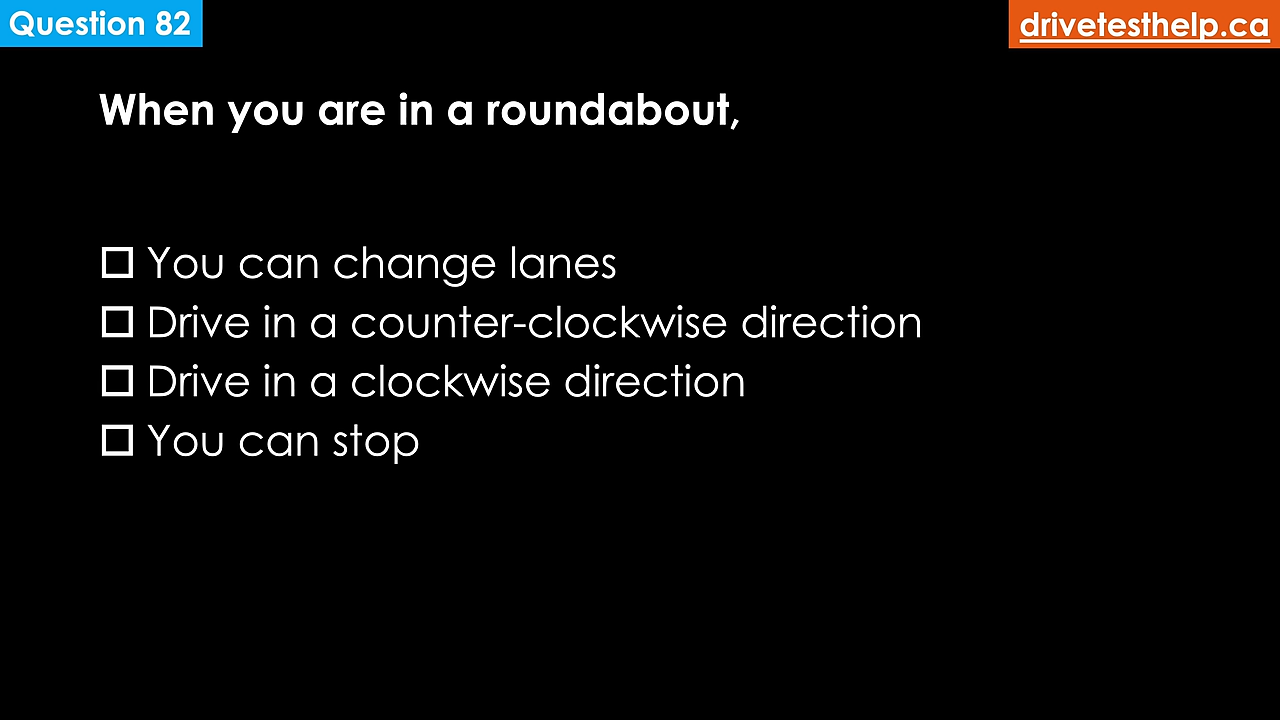 Question 82
drivetesthelp.ca
When you are in a roundabout,
You can change lanes
Drive in a counter-clockwise direction
Drive in a clockwise direction
You can stop